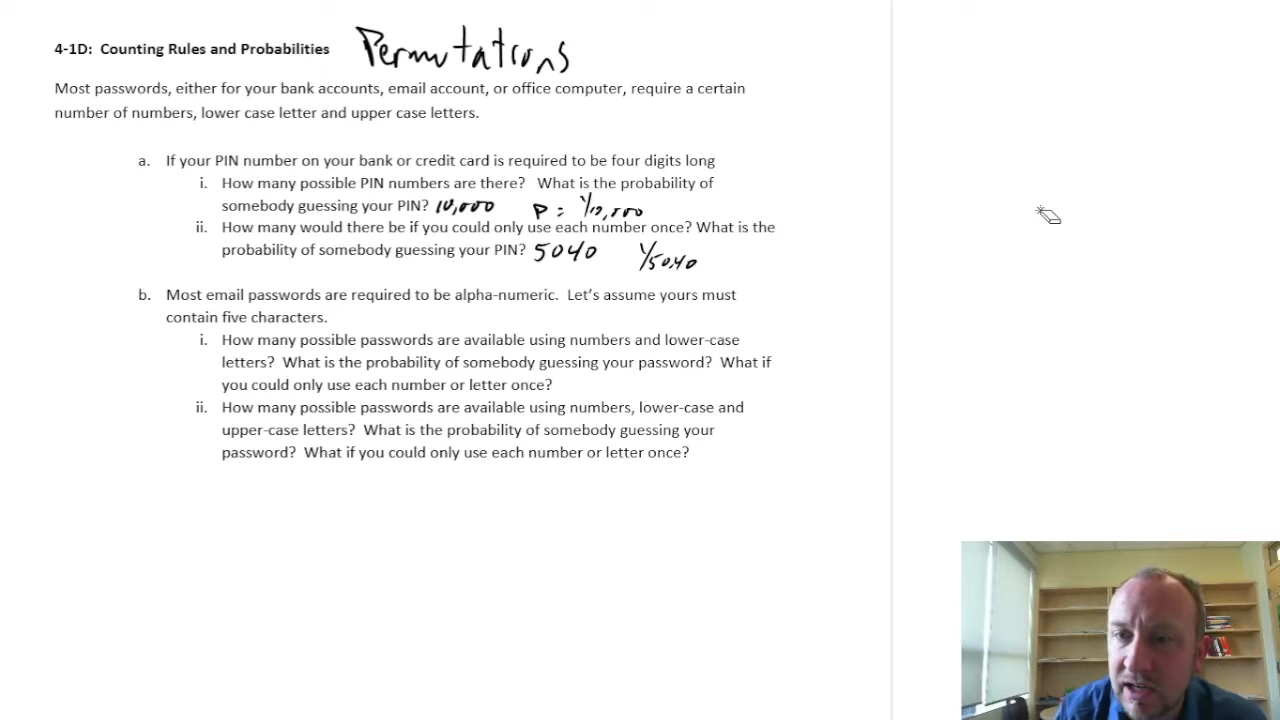 4-1D: Counting Rules and Probabilities Permutations
Most passwords, either for your bank accounts, email account, or office computer, require a certain
number of numbers, lower case letter and upper case letters.
a. If your PIN number on your bank or credit card is required to be four digits long
i. How many possible PIN numbers are there? What is the probability of
somebody guessing your PIN? 10,000 P = 1/10,000
ii. How many would there be if you could only use each number once? What is the
probability of somebody guessing your PIN? 5040 1/5040
b. Most email passwords are required to be alpha-numeric. Let's assume yours must
contain five characters.
i. How many possible passwords are available using numbers and lower-case
letters? What is the probability of somebody guessing your password? What if
you could only use each number or letter once?
ii. How many possible passwords are available using numbers, lower-case and
upper-case letters? What is the probability of somebody guessing your
password? What if you could only use each number or letter once?